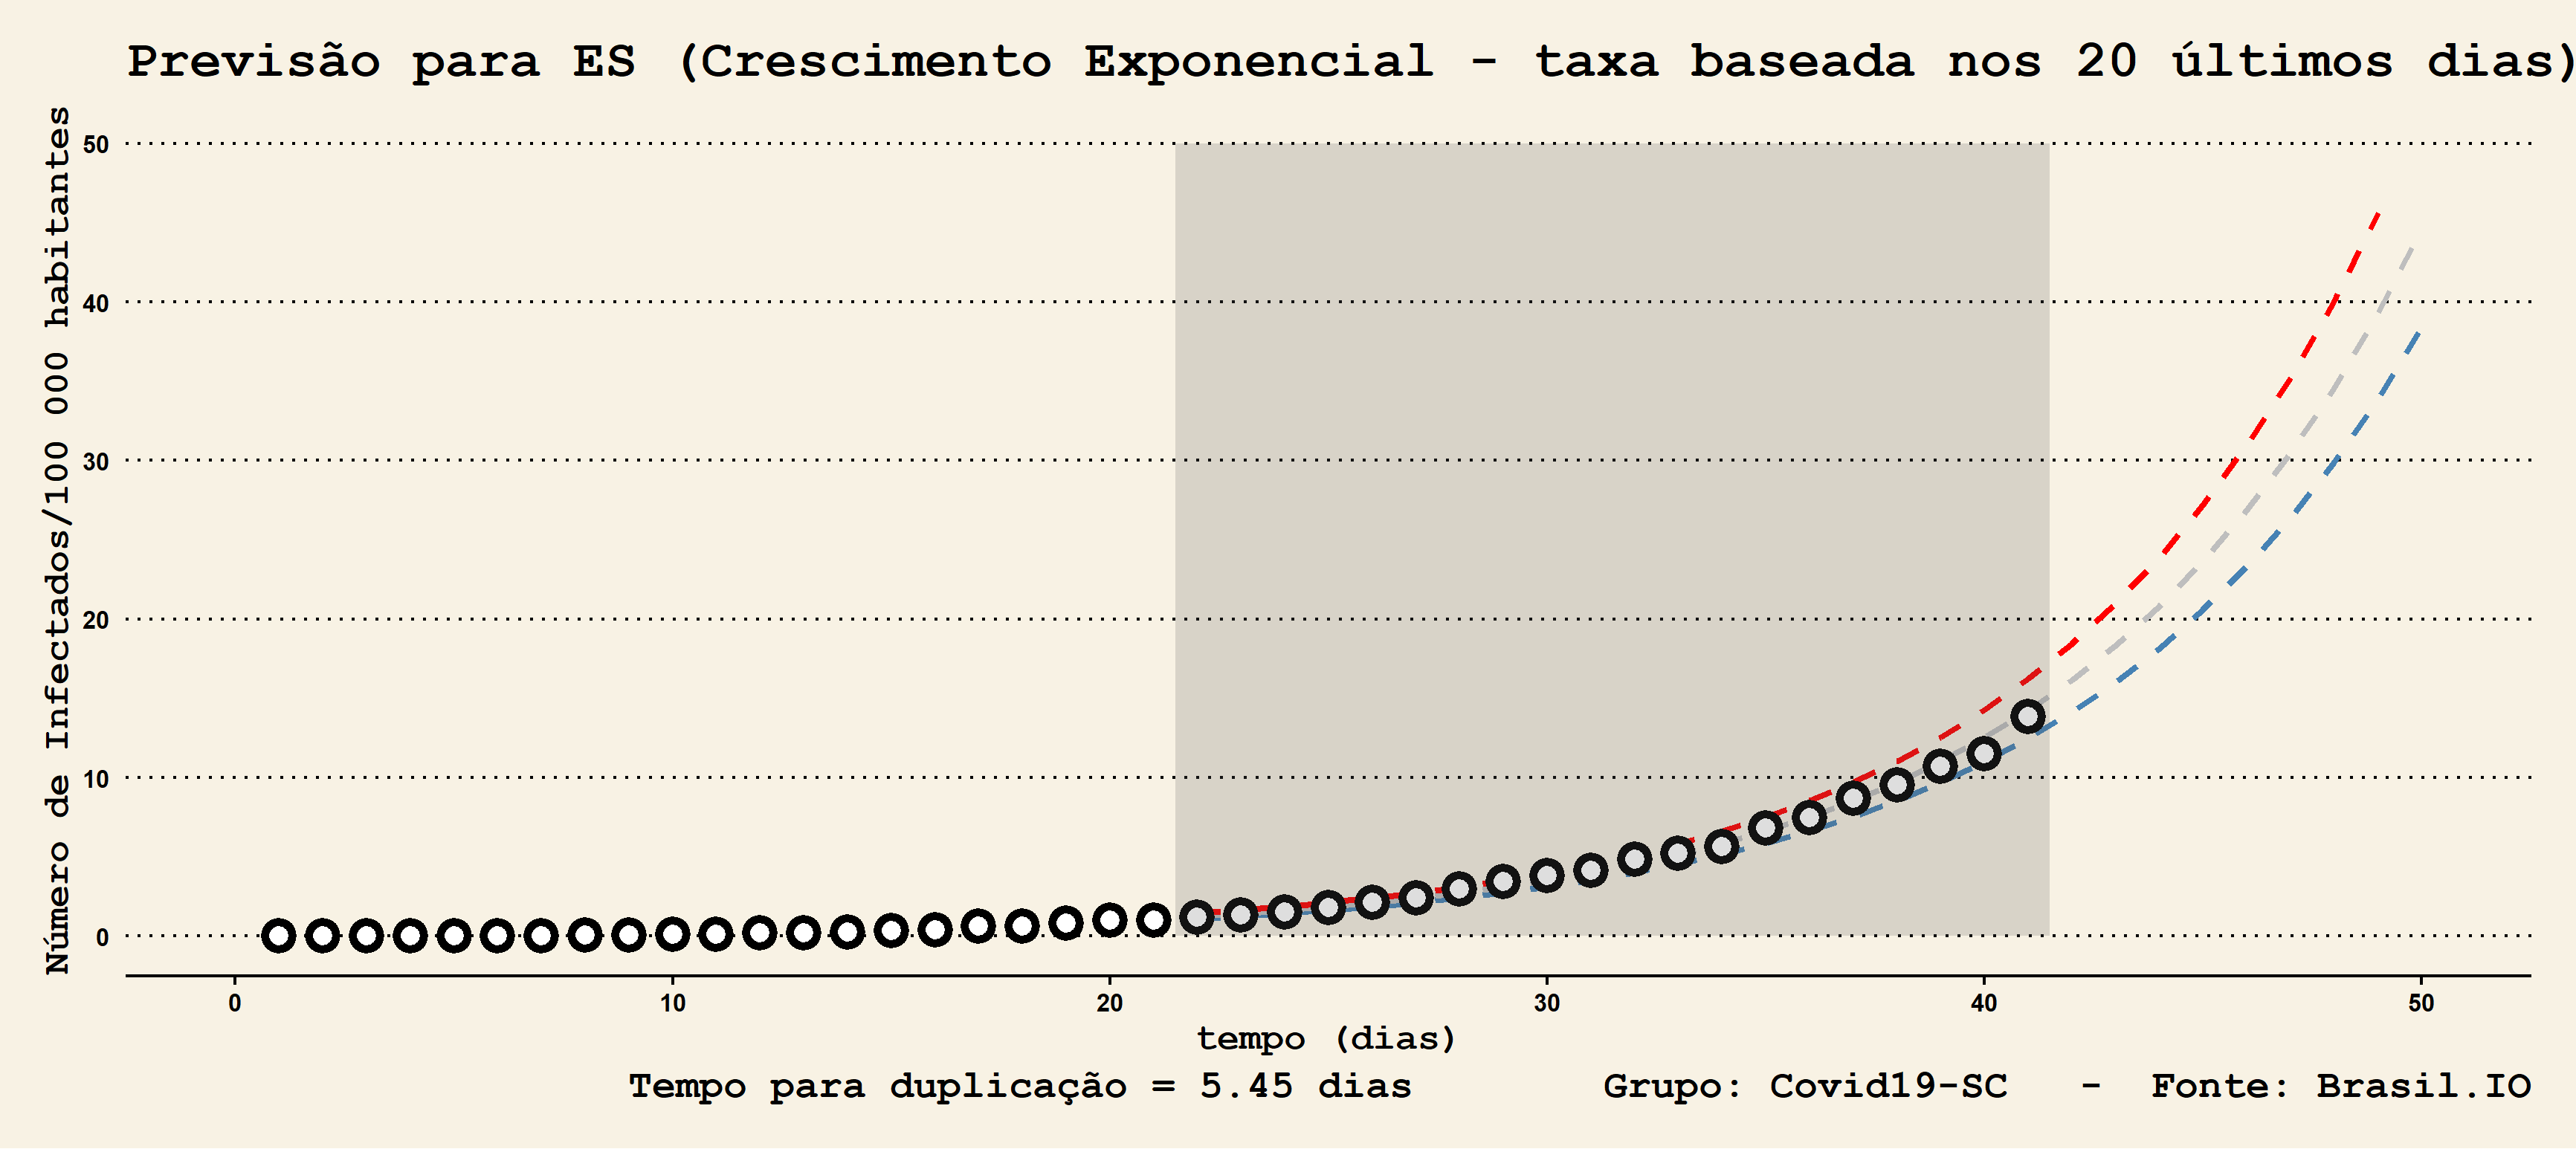 Previsão para ES (Crescimento Exponencial - taxa baseada nos 20 últimos dias)
Número de Infectados/100 000 habitantes
50
40
30
20
10
0
0 10 20 30 40 50
tempo (dias)
Tempo para duplicação = 5.45 dias Grupo: Covid19-SC - Fonte: Brasil.IO